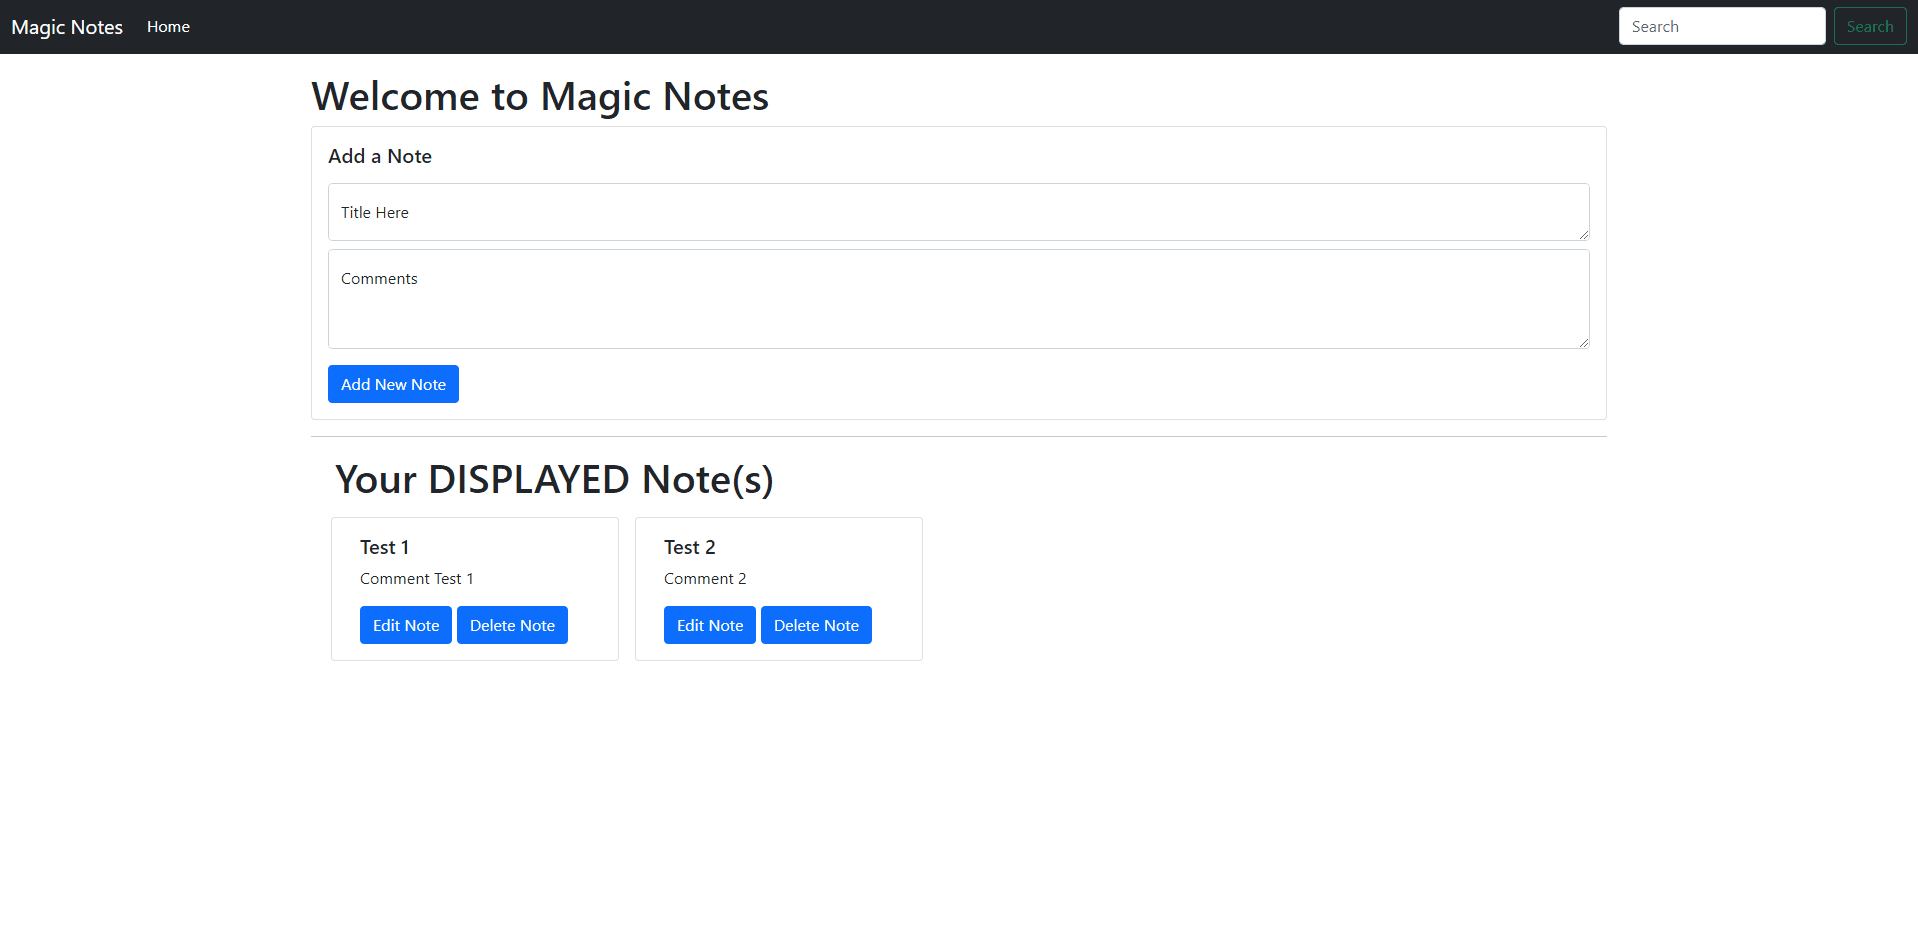 Magic Notes Home Search Search
Welcome to Magic Notes
Add a Note
Title Here
Comments
Add New Note
Your DISPLAYED Note(s)
Test 1
Comment Test 1
Edit Note Delete Note
Test 2
Comment 2
Edit Note Delete Note